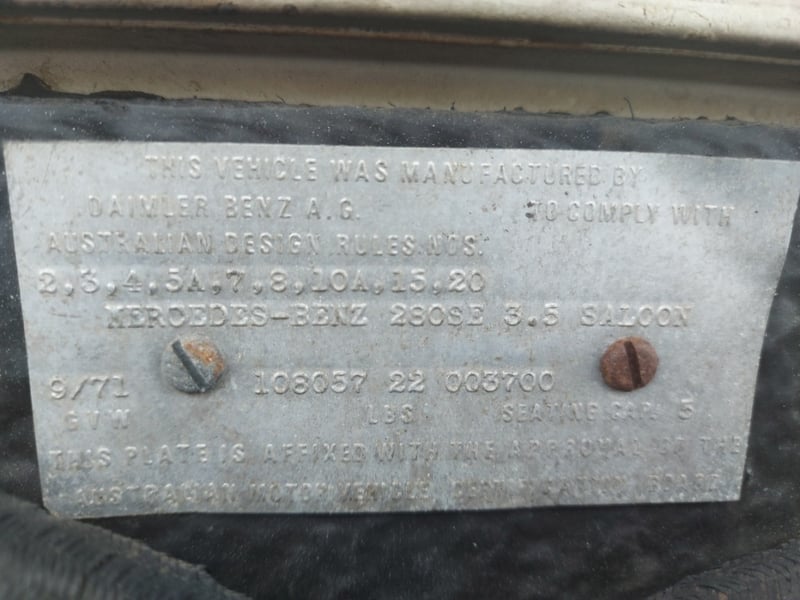 THIS VEHICLE WAS MANUFACTURED BY
DAIMLER BENZ A.G. TO COMPLY WITH
AUSTRALIAN DESIGN RULES NOS.
2,3,4,5A,7,8,10A,15,20
MERCEDES-BENZ 280SE 3.5 SALOON
9/71 108057 22 003700
GVW LBS SEATING CAP. 5
THIS PLATE IS AFFIXED WITH THE APPROVAL OF THE
AUSTRALIAN MOTOR VEHICLE CERTIFICATION BOARD